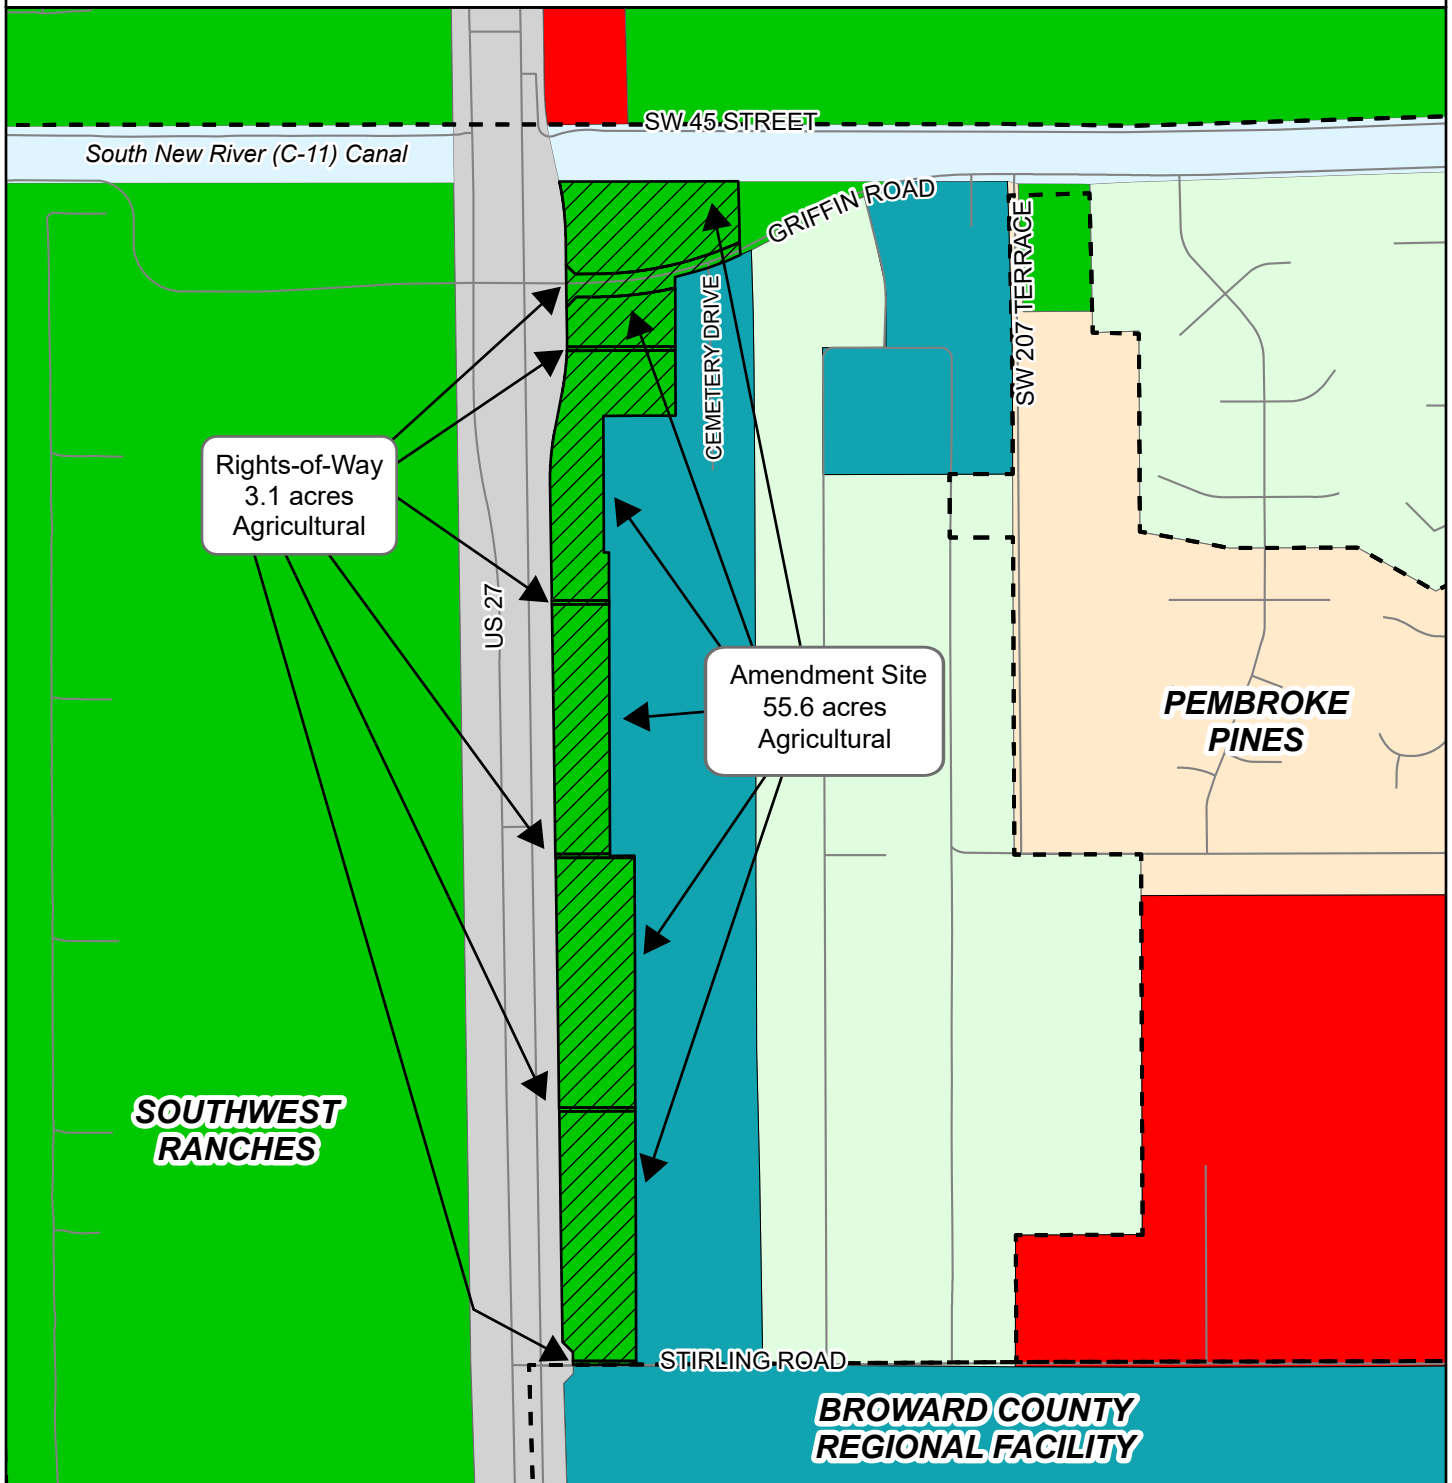 SW 45 STREET
South New River (C-11) Canal
GRIFFIN ROAD
SW 207 TERRACE
CEMETERY DRIVE
Rights-of-Way
3.1 acres
Agricultural
US 27
Amendment Site
55.6 acres
Agricultural
PEMBROKE
PINES
SOUTHWEST
RANCHES
STIRLING ROAD
BROWARD COUNTY
REGIONAL FACILITY